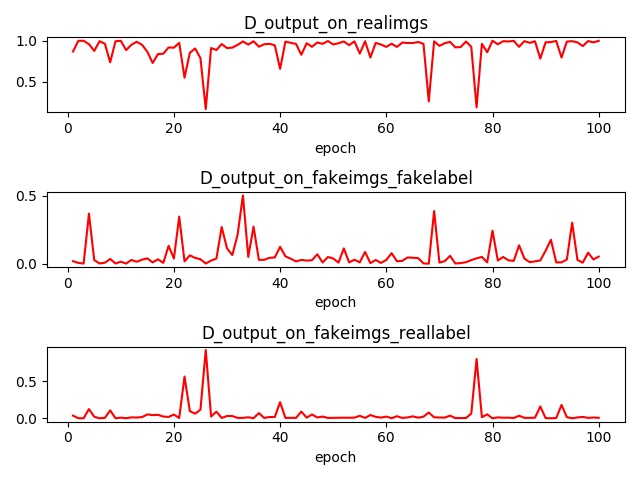 D_output_on_realimgs
1.0
0.5
0 20 40 60 80 100
epoch
D_output_on_fakeimgs_fakelabel
0.5
0.0
0 20 40 60 80 100
epoch
D_output_on_fakeimgs_reallabel
0.5
0.0
0 20 40 60 80 100
epoch